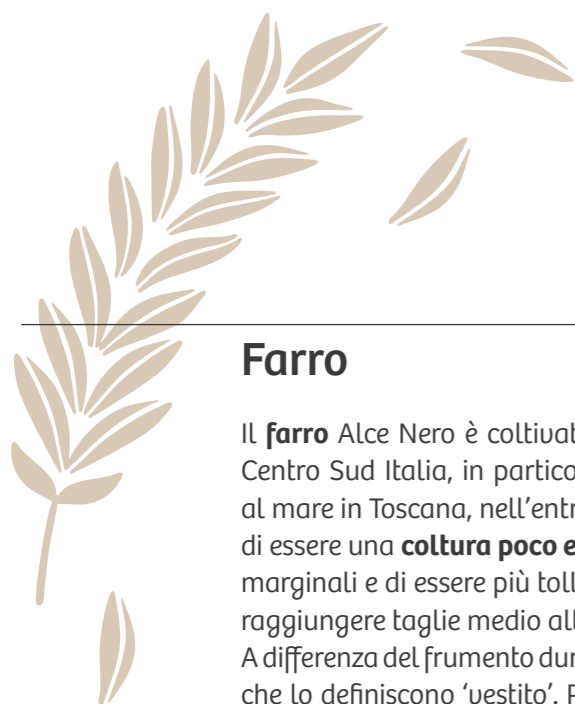 Farro
Il farro Alce Nero è coltivat
Centro Sud Italia, in partico
al mare in Toscana, nell'entr
di essere una coltura poco e
marginali e di essere più toll
raggiungere taglie medio all
A differenza del frumento dur
che lo definiscono ‘vestito’. P